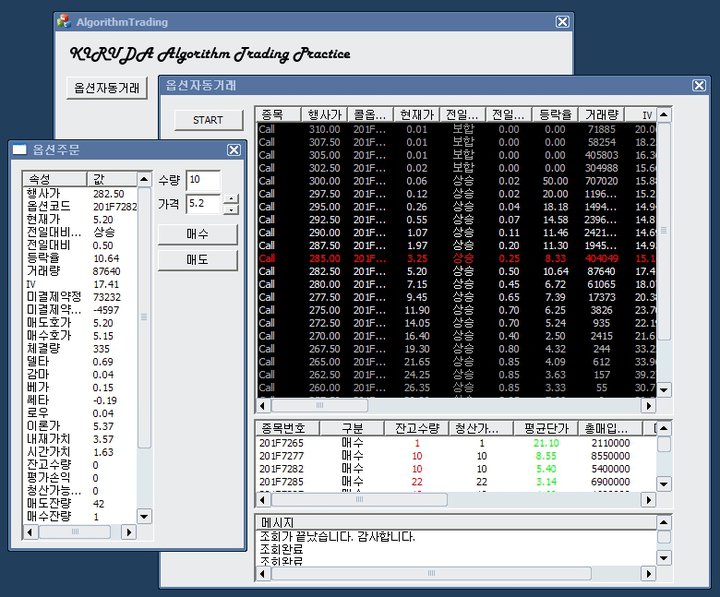 AlgorithmTrading
KIRUDA Algorithm Trading Practice
옵션자동거래
옵션자동거래
START
종목 행사가 콜옵... 현재가 전일... 전일... 등락율 거래량 IV
Call 310.00 201F... 0.01 보합 0.00 0.00 71885 20.0
Call 307.50 201F... 0.01 보합 0.00 0.00 58254 18.2
Call 305.00 201F... 0.01 보합 0.00 0.00 405803 16.3
Call 302.50 201F... 0.02 보합 0.00 0.00 304988 15.6
Call 300.00 201F... 0.06 상승 0.02 50.00 707020 15.8
Call 297.50 201F... 0.12 상승 0.02 20.00 1196... 15.2
Call 295.00 201F... 0.26 상승 0.04 18.18 1494... 14.9
Call 292.50 201F... 0.55 상승 0.07 14.58 2396... 14.8
Call 290.00 201F... 1.07 상승 0.11 11.46 2421... 14.6
Call 287.50 201F... 1.97 상승 0.20 11.30 1945... 14.9
Call 285.00 201F... 3.25 상승 0.25 8.33 404049 15.1
Call 282.50 201F... 5.20 상승 0.50 10.64 87640 17.4
Call 280.00 201F... 7.15 상승 0.45 6.72 61065 18.0
Call 277.50 201F... 9.45 상승 0.65 7.39 17373 20.3
Call 275.00 201F... 11.90 상승 0.70 6.25 3826 23.7
Call 272.50 201F... 14.05 상승 0.70 5.24 935 22.1
Call 270.00 201F... 16.40 상승 0.40 2.50 2415 21.6
Call 267.50 201F... 19.30 상승 0.80 4.32 244 33.2
Call 265.00 201F... 21.65 상승 0.85 4.09 612 33.9
Call 262.50 201F... 24.25 상승 0.85 3.63 157 39.2
Call 260.00 201F... 26.35 상승 0.85 3.33 55 30.7
종목번호 구분 잔고수량 청산가... 평균단가 총매입...
201F7265 매수 1 1 21.10 2110000
201F7277 매수 10 10 8.55 8550000
201F7282 매수 10 10 5.40 5400000
201F7285 매수 22 22 3.14 6900000
메시지
조회가 끝났습니다. 감사합니다.
조회완료
조회완료
옵션주문
속성 값
행사가 282.50
옵션코드 201F7282
현재가 5.20
전일대비... 상승
전일대비 0.50
등락율 10.64
거래량 87640
IV 17.41
미결제약정 73232
미결제약... -4597
매도호가 5.20
매수호가 5.15
체결량 335
델타 0.69
감마 0.04
베가 0.15
쎄타 -0.19
로우 0.04
이론가 5.37
내재가치 3.57
시간가치 1.63
잔고수량 0
평가손익 0
청산가능... 0
매도잔량 42
매수잔량 1
수량 10
가격 5.2
매수
매도